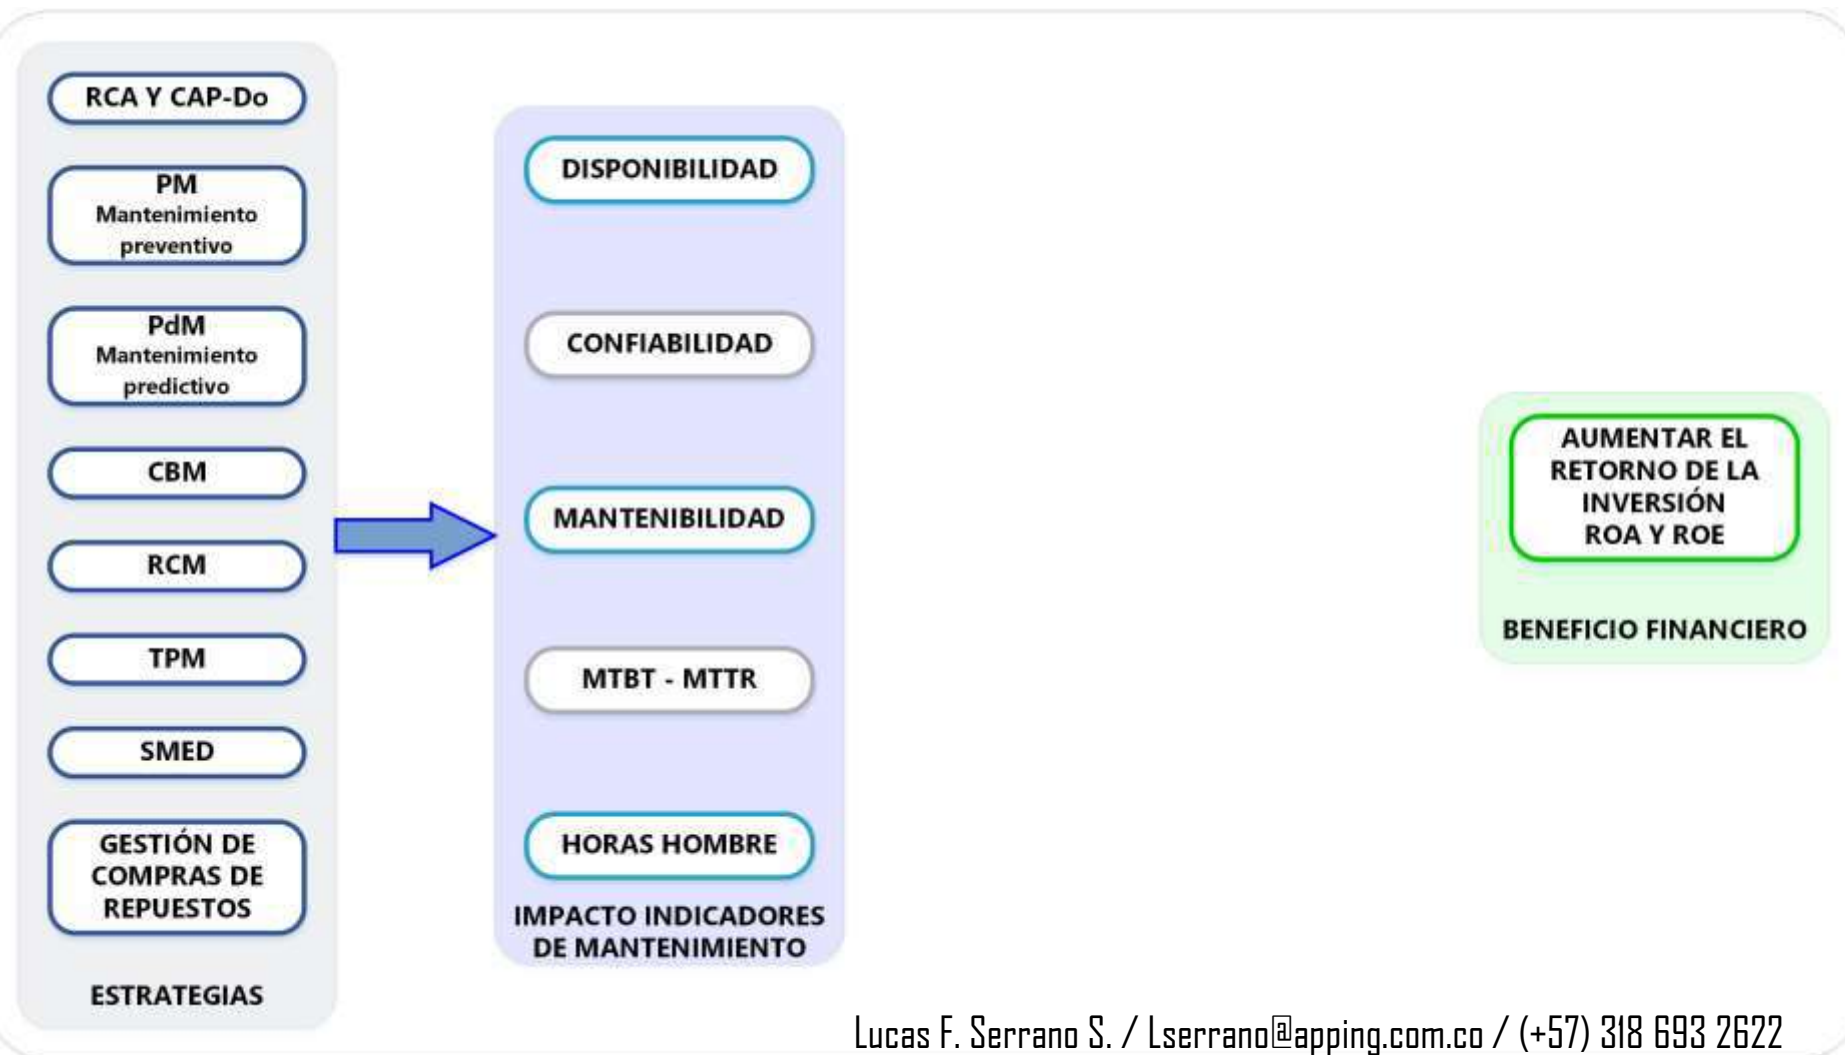 RCA Y CAP-Do
PM
Mantenimiento
preventivo
PdM
Mantenimiento
predictivo
CBM
RCM
TPM
SMED
GESTIÓN DE
COMPRAS DE
REPUESTOS
ESTRATEGIAS
DISPONIBILIDAD
CONFIABILIDAD
MANTENIBILIDAD
MTBT - MTTR
HORAS HOMBRE
IMPACTO INDICADORES
DE MANTENIMIENTO
AUMENTAR EL
RETORNO DE LA
INVERSIÓN
ROA Y ROE
BENEFICIO FINANCIERO
Lucas F. Serrano S. / Lserrano@apping.com.co / (+57) 318 693 2622